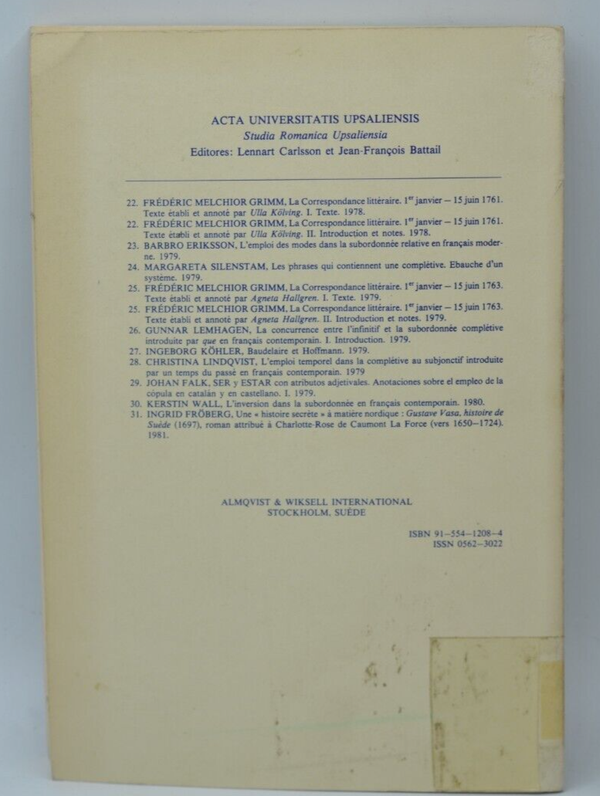 ACTA UNIVERSITATIS UPSALIENSIS
Studia Romanica Upsaliensia
Editores: Lennart Carlsson et Jean-François Battail
22. FRÉDÉRIC MELCHIOR GRIMM, La Correspondance littéraire. 1er janvier – 15 juin 1761.
Texte établi et annoté par Ulla Kölving. I. Texte. 1978.
22. FRÉDÉRIC MELCHIOR GRIMM, La Correspondance littéraire. 1er janvier – 15 juin 1761.
Texte établi et annoté par Ulla Kölving. II. Introduction et notes. 1978.
23. BARBRO ERIKSSON, L'emploi des modes dans la subordonnée relative en français moder-
ne. 1979.
24. MARGARETA SILENSTAM, Les phrases qui contiennent une complétive. Ebauche d'un
système. 1979.
25. FRÉDÉRIC MELCHIOR GRIMM, La Correspondance littéraire. 1er janvier – 15 juin 1763.
Texte établi et annoté par Agneta Hallgren. I. Texte. 1979.
25. FRÉDÉRIC MELCHIOR GRIMM, La Correspondance littéraire. 1er janvier – 15 juin 1763.
Texte établi et annoté par Agneta Hallgren. II. Introduction et notes. 1979.
26. GUNNAR LEMHAGEN, La concurrence entre l'infinitif et la subordonnée complétive
introduite par que en français contemporain. I. Introduction. 1979.
27. INGEBORG KÖHLER, Baudelaire et Hoffmann. 1979.
28. CHRISTINA LINDQVIST, L'emploi temporel dans la complétive au subjonctif introduite
par un temps du passé en français contemporain. 1979
29. JOHAN FALK, SER y ESTAR con atributos adjetivales. Anotaciones sobre el empleo de la
cópula en catalán y en castellano. I. 1979.
30. KERSTIN WALL, L'inversion dans la subordonnée en français contemporain. 1980.
31. INGRID FRÖBERG, Une « histoire secrète » à matière nordique : Gustave Vasa, histoire de
Suède (1697), roman attribué à Charlotte-Rose de Caumont La Force (vers 1650–1724).
1981.
ALMQVIST & WIKSELL INTERNATIONAL
STOCKHOLM, SUÉDE
ISBN 91–554–1208–4
ISSN 0562–3022